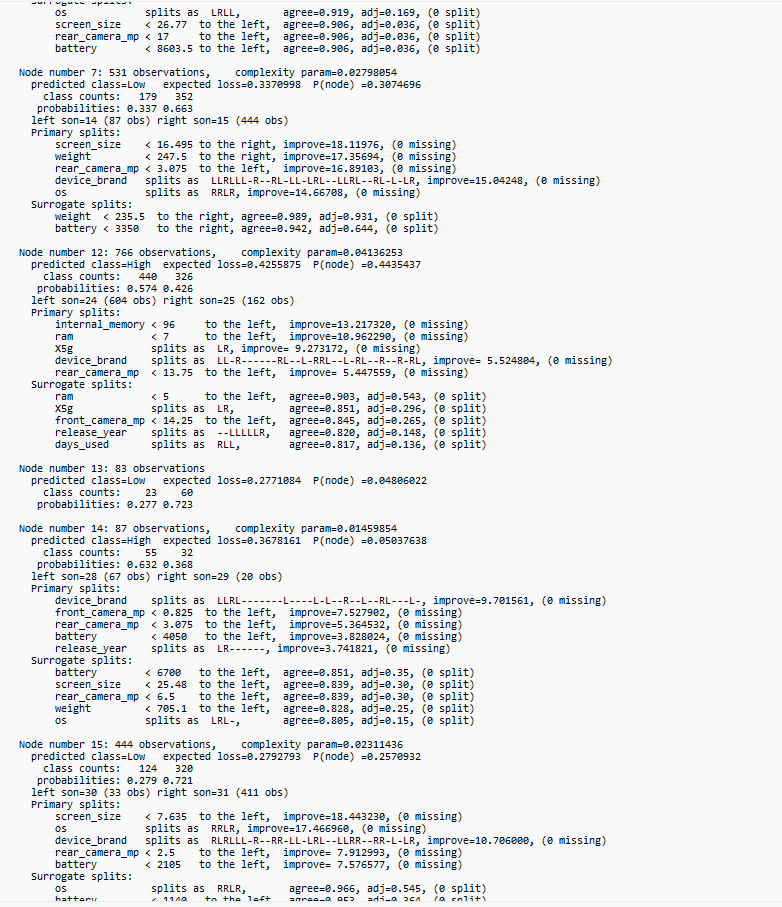 Surrogate splits:
os splits as LRLL, agree=0.919, adj=0.169, (0 split)
screen_size < 26.77 to the left, agree=0.906, adj=0.036, (0 split)
rear_camera_mp < 17 to the left, agree=0.906, adj=0.036, (0 split)
battery < 8603.5 to the left, agree=0.906, adj=0.036, (0 split)
Node number 7: 531 observations, complexity param=0.02798054
predicted class=Low expected loss=0.3370998 P(node) =0.3074696
class counts: 179 352
probabilities: 0.337 0.663
left son=14 (87 obs) right son=15 (444 obs)
Primary splits:
screen_size < 16.495 to the right, improve=18.11976, (0 missing)
weight < 247.5 to the right, improve=17.35694, (0 missing)
rear_camera_mp < 3.075 to the left, improve=16.89103, (0 missing)
device_brand splits as LLRLLL-R--RL-LL-LRL--LLRL--RL-L-LR, improve=15.04248, (0 missing)
os splits as RRLR, improve=14.66708, (0 missing)
Surrogate splits:
weight < 235.5 to the right, agree=0.989, adj=0.931, (0 split)
battery < 3350 to the right, agree=0.942, adj=0.644, (0 split)
Node number 12: 766 observations, complexity param=0.04136253
predicted class=High expected loss=0.4255875 P(node) =0.4435437
class counts: 440 326
probabilities: 0.574 0.426
left son=24 (604 obs) right son=25 (162 obs)
Primary splits:
internal_memory < 96 to the left, improve=13.217320, (0 missing)
ram < 7 to the left, improve=10.962290, (0 missing)
X5g splits as LR, improve= 9.273172, (0 missing)
device_brand splits as LL-R------RL--L-RRL--L-RL--R--R-RL, improve= 5.524804, (0 missing)
rear_camera_mp < 13.75 to the left, improve= 5.447559, (0 missing)
Surrogate splits:
ram < 5 to the left, agree=0.903, adj=0.543, (0 split)
X5g splits as LR, agree=0.851, adj=0.296, (0 split)
front_camera_mp < 14.25 to the left, agree=0.845, adj=0.265, (0 split)
release_year splits as --LLLLLR, agree=0.820, adj=0.148, (0 split)
days_used splits as RLL, agree=0.817, adj=0.136, (0 split)
Node number 13: 83 observations
predicted class=Low expected loss=0.2771084 P(node) =0.04806022
class counts: 23 60
probabilities: 0.277 0.723
Node number 14: 87 observations, complexity param=0.01459854
predicted class=High expected loss=0.3678161 P(node) =0.05037638
class counts: 55 32
probabilities: 0.632 0.368
left son=28 (67 obs) right son=29 (20 obs)
Primary splits:
device_brand splits as LLRL-------L----L-L--R--L--RL---L-, improve=9.701561, (0 missing)
front_camera_mp < 0.825 to the left, improve=7.527902, (0 missing)
rear_camera_mp < 3.075 to the left, improve=5.364532, (0 missing)
battery < 4050 to the left, improve=3.828024, (0 missing)
release_year splits as LR------, improve=3.741821, (0 missing)
Surrogate splits:
battery < 6700 to the left, agree=0.851, adj=0.35, (0 split)
screen_size < 25.48 to the left, agree=0.839, adj=0.30, (0 split)
rear_camera_mp < 6.5 to the left, agree=0.839, adj=0.30, (0 split)
weight < 705.1 to the left, agree=0.828, adj=0.25, (0 split)
os splits as LRL-, agree=0.805, adj=0.15, (0 split)
Node number 15: 444 observations, complexity param=0.02311436
predicted class=Low expected loss=0.2792793 P(node) =0.2570932
class counts: 124 320
probabilities: 0.279 0.721
left son=30 (33 obs) right son=31 (411 obs)
Primary splits:
screen_size < 7.635 to the left, improve=18.443230, (0 missing)
os splits as RRLR, improve=17.466960, (0 missing)
device_brand splits as RLRLLL-R--RR-LL-LRL--LLRR--RR-L-LR, improve=10.706000, (0 missing)
rear_camera_mp < 2.5 to the left, improve= 7.912993, (0 missing)
battery < 2105 to the left, improve= 7.576577, (0 missing)
Surrogate splits:
os splits as RRLR, agree=0.966, adj=0.545, (0 split)
battery < 1140 to the left, agree=0.953, adj=0.364, (0 split)